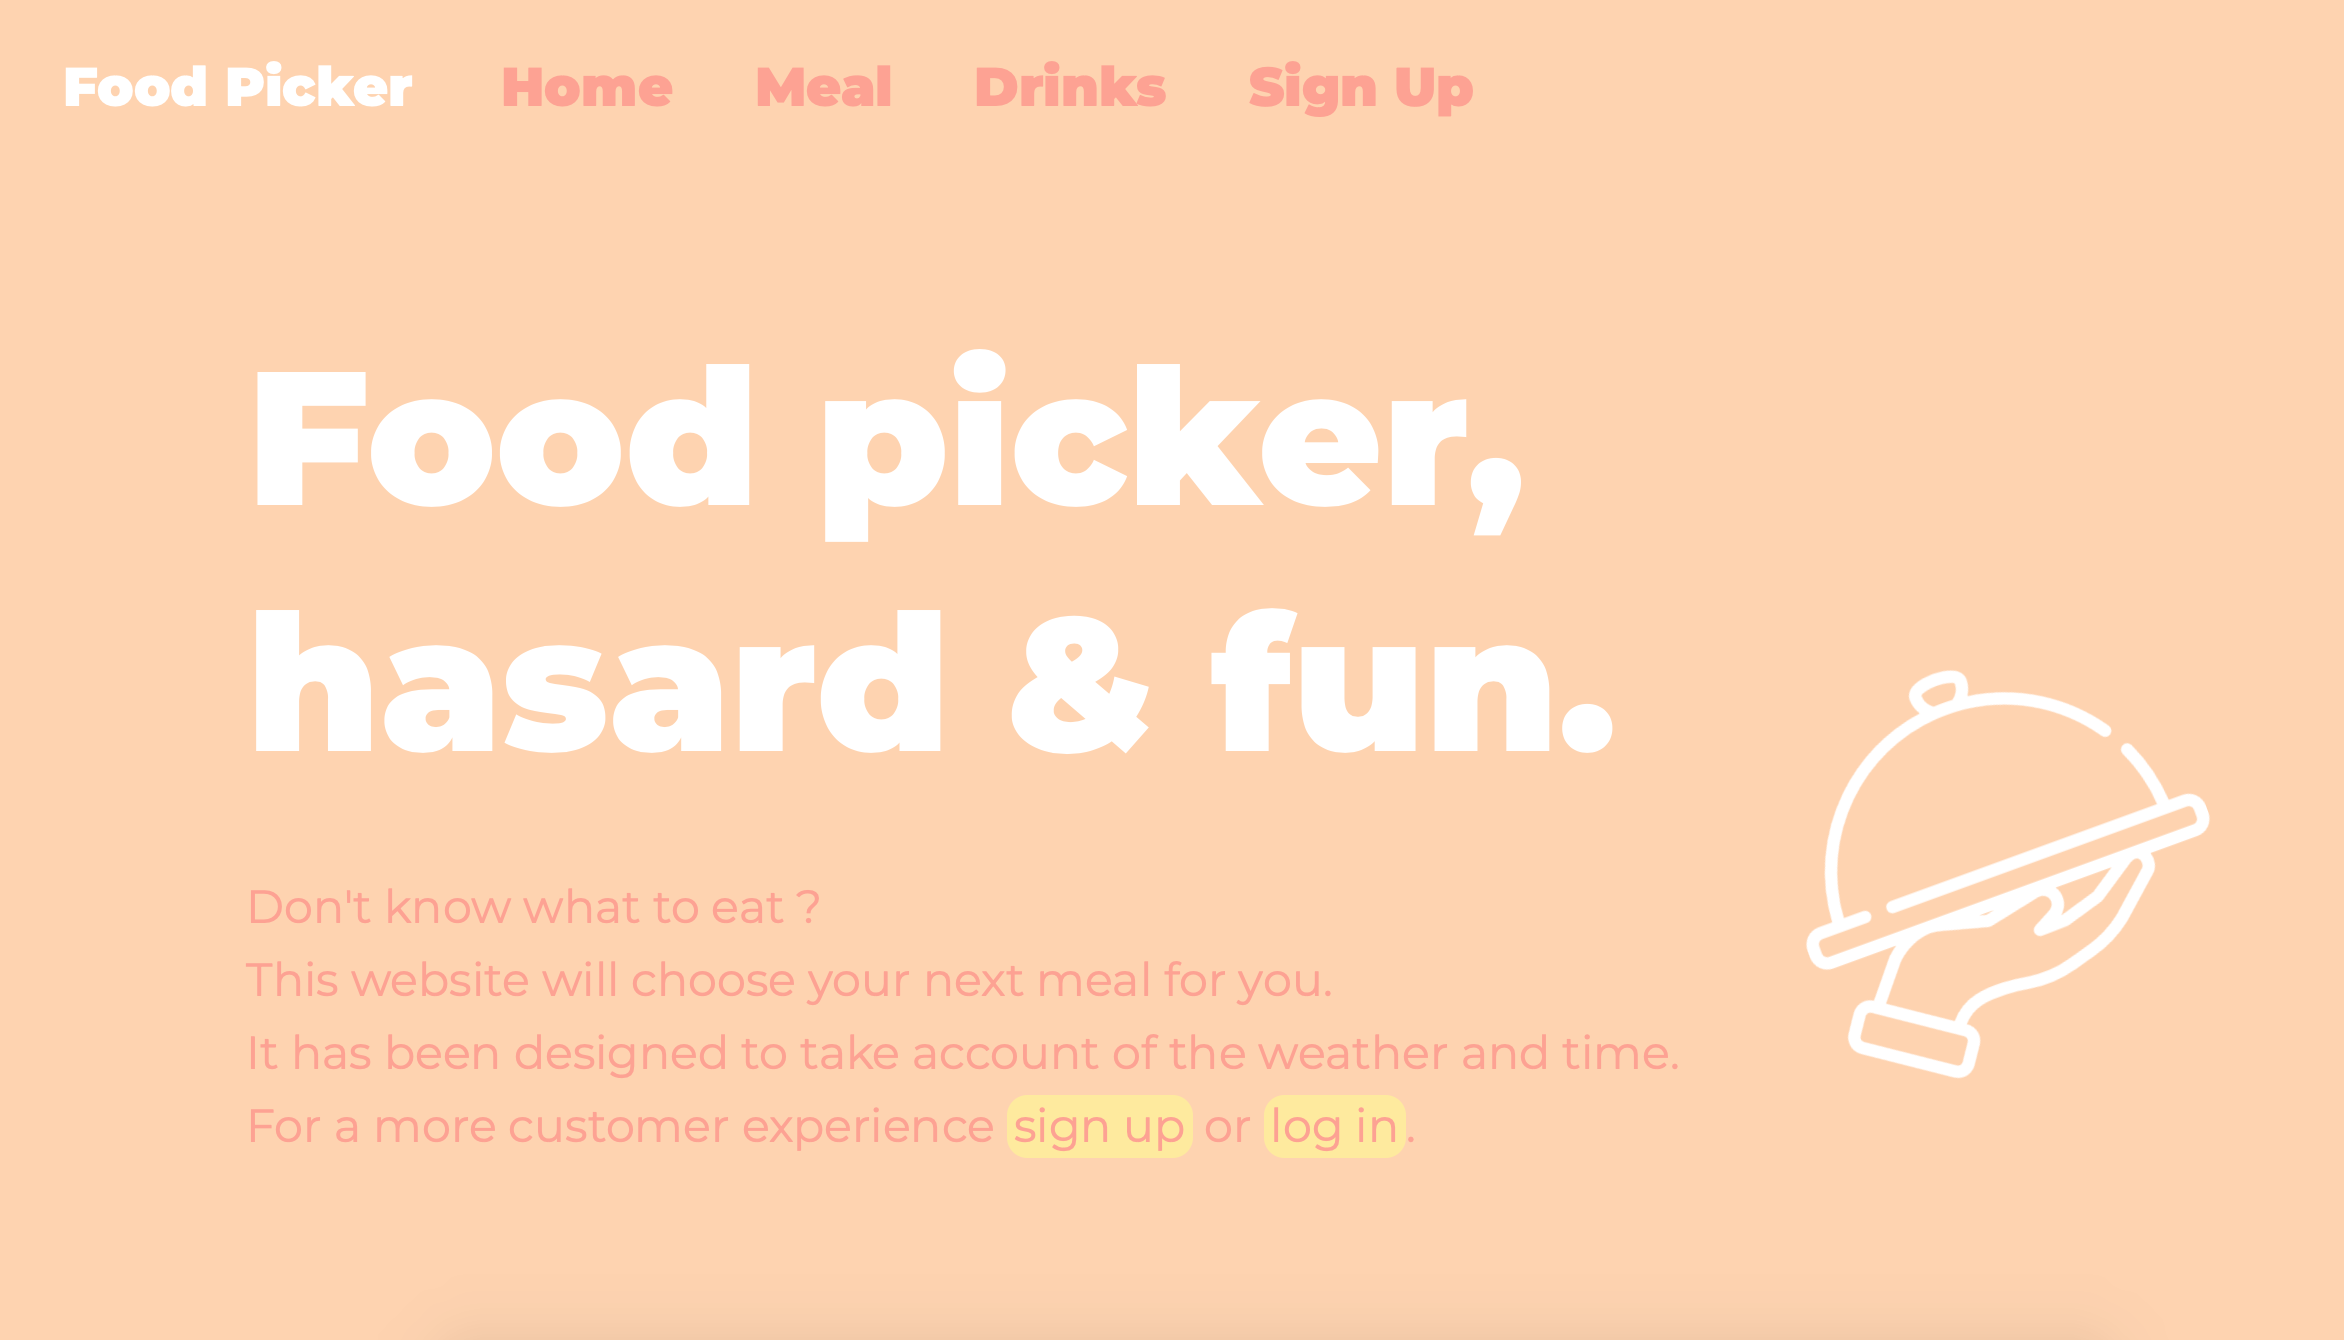 Food Picker Home Meal Drinks Sign Up
Food picker,
hasard & fun.
Don't know what to eat ?
This website will choose your next meal for you.
It has been designed to take account of the weather and time.
For a more customer experience sign up or log in.